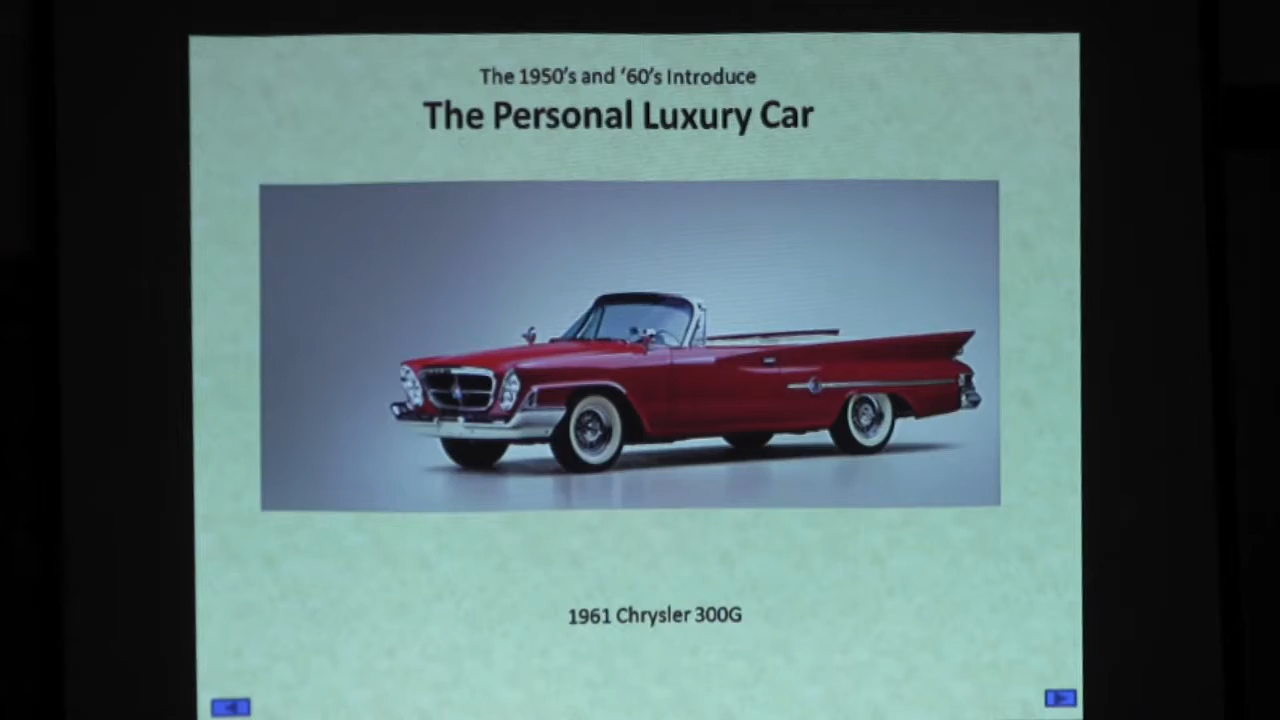 The 1950's and '60's Introduce
The Personal Luxury Car
1961 Chrysler 300G